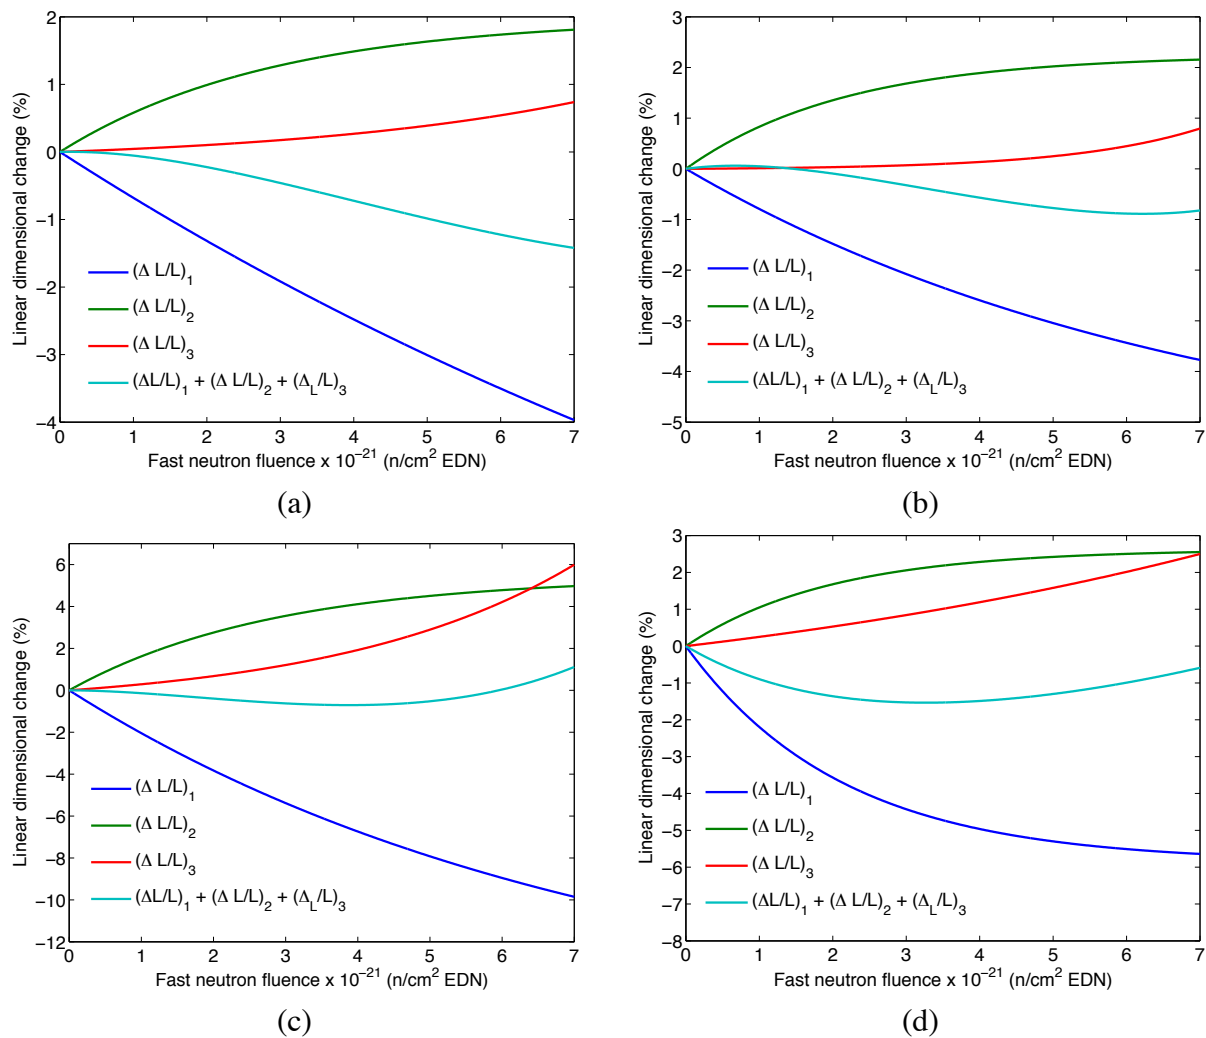 2
1
0
−1
−2
−3
−4
Linear dimensional change (%)
(Δ L/L)1
(Δ L/L)2
(Δ L/L)3
(ΔL/L)1 + (Δ L/L)2 + (ΔL/L)3
0 1 2 3 4 5 6 7
Fast neutron fluence x 10−21 (n/cm2 EDN)
(a)
3
2
1
0
−1
−2
−3
−4
−5
Linear dimensional change (%)
(Δ L/L)1
(Δ L/L)2
(Δ L/L)3
(ΔL/L)1 + (Δ L/L)2 + (ΔL/L)3
0 1 2 3 4 5 6 7
Fast neutron fluence x 10−21 (n/cm2 EDN)
(b)
6
4
2
0
−2
−4
−6
−8
−10
−12
Linear dimensional change (%)
(Δ L/L)1
(Δ L/L)2
(Δ L/L)3
(ΔL/L)1 + (Δ L/L)2 + (ΔL/L)3
0 1 2 3 4 5 6 7
Fast neutron fluence x 10−21 (n/cm2 EDN)
(c)
3
2
1
0
−1
−2
−3
−4
−5
−6
−7
−8
Linear dimensional change (%)
(Δ L/L)1
(Δ L/L)2
(Δ L/L)3
(ΔL/L)1 + (Δ L/L)2 + (ΔL/L)3
0 1 2 3 4 5 6 7
Fast neutron fluence x 10−21 (n/cm2 EDN)
(d)